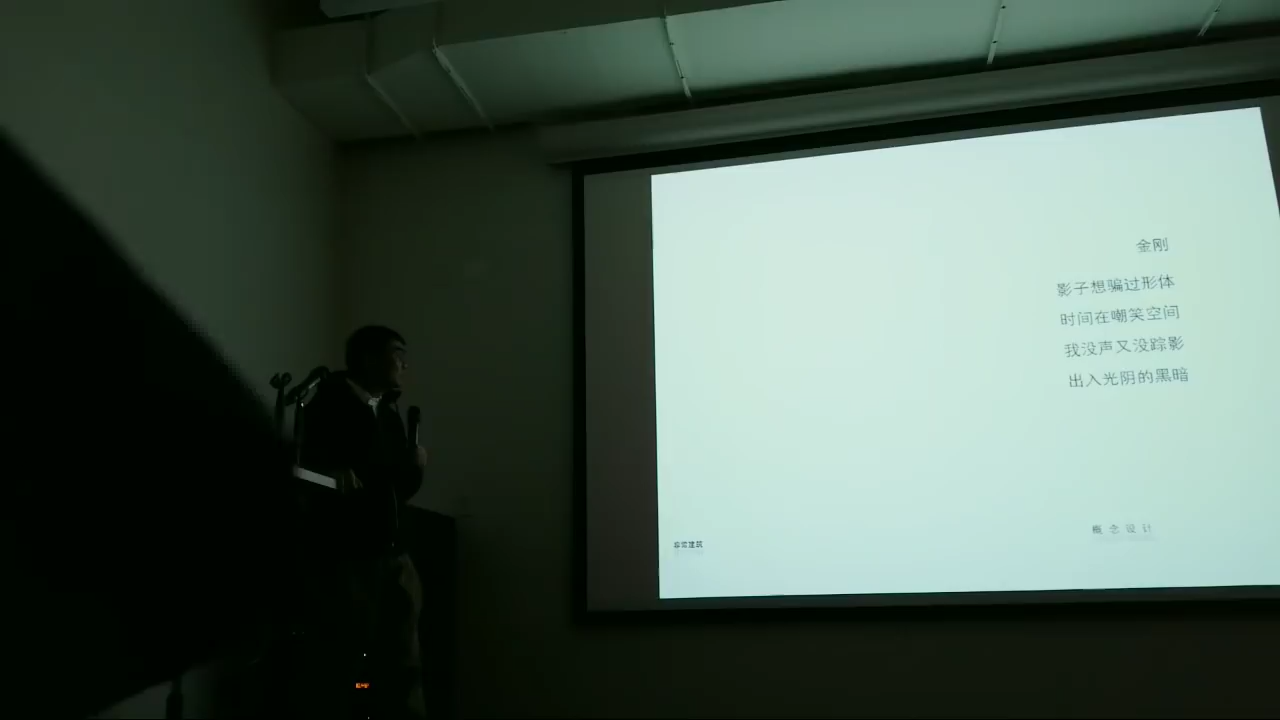 金刚
影子想骗过形体
时间在嘲笑空间
我没声又没踪影
出入光阴的黑暗
概念设计